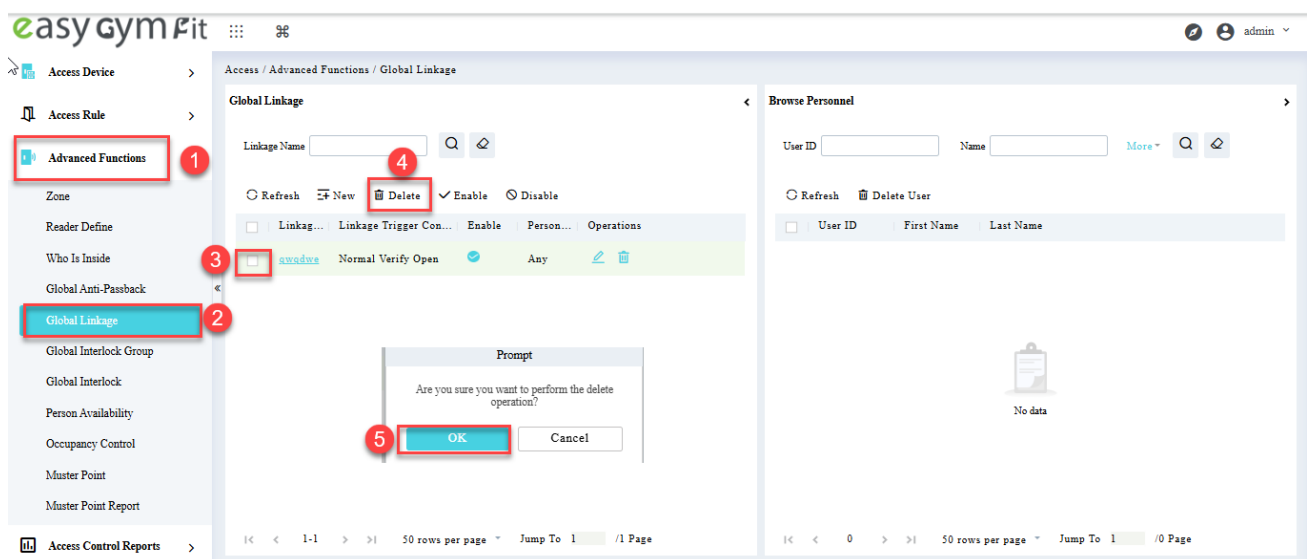 easy Gym Fit
admin
Access Device
Access Rule
1
Advanced Functions
Zone
Reader Define
Who Is Inside
Global Anti-Passback
Global Linkage
2
Global Interlock Group
Global Interlock
Person Availability
Occupancy Control
Muster Point
Muster Point Report
Access Control Reports
Access / Advanced Functions / Global Linkage
Global Linkage
Linkage Name
4
Refresh New Delete Enable Disable
Linkag... Linkage Trigger Con... Enable Person... Operations
3
qwqdwe Normal Verify Open Any
Prompt
Are you sure you want to perform the delete
operation?
5
OK Cancel
1-1 50 rows per page Jump To 1 /1 Page
Browse Personnel
User ID Name More
Refresh Delete User
User ID First Name Last Name
No data
0 50 rows per page Jump To 1 /0 Page